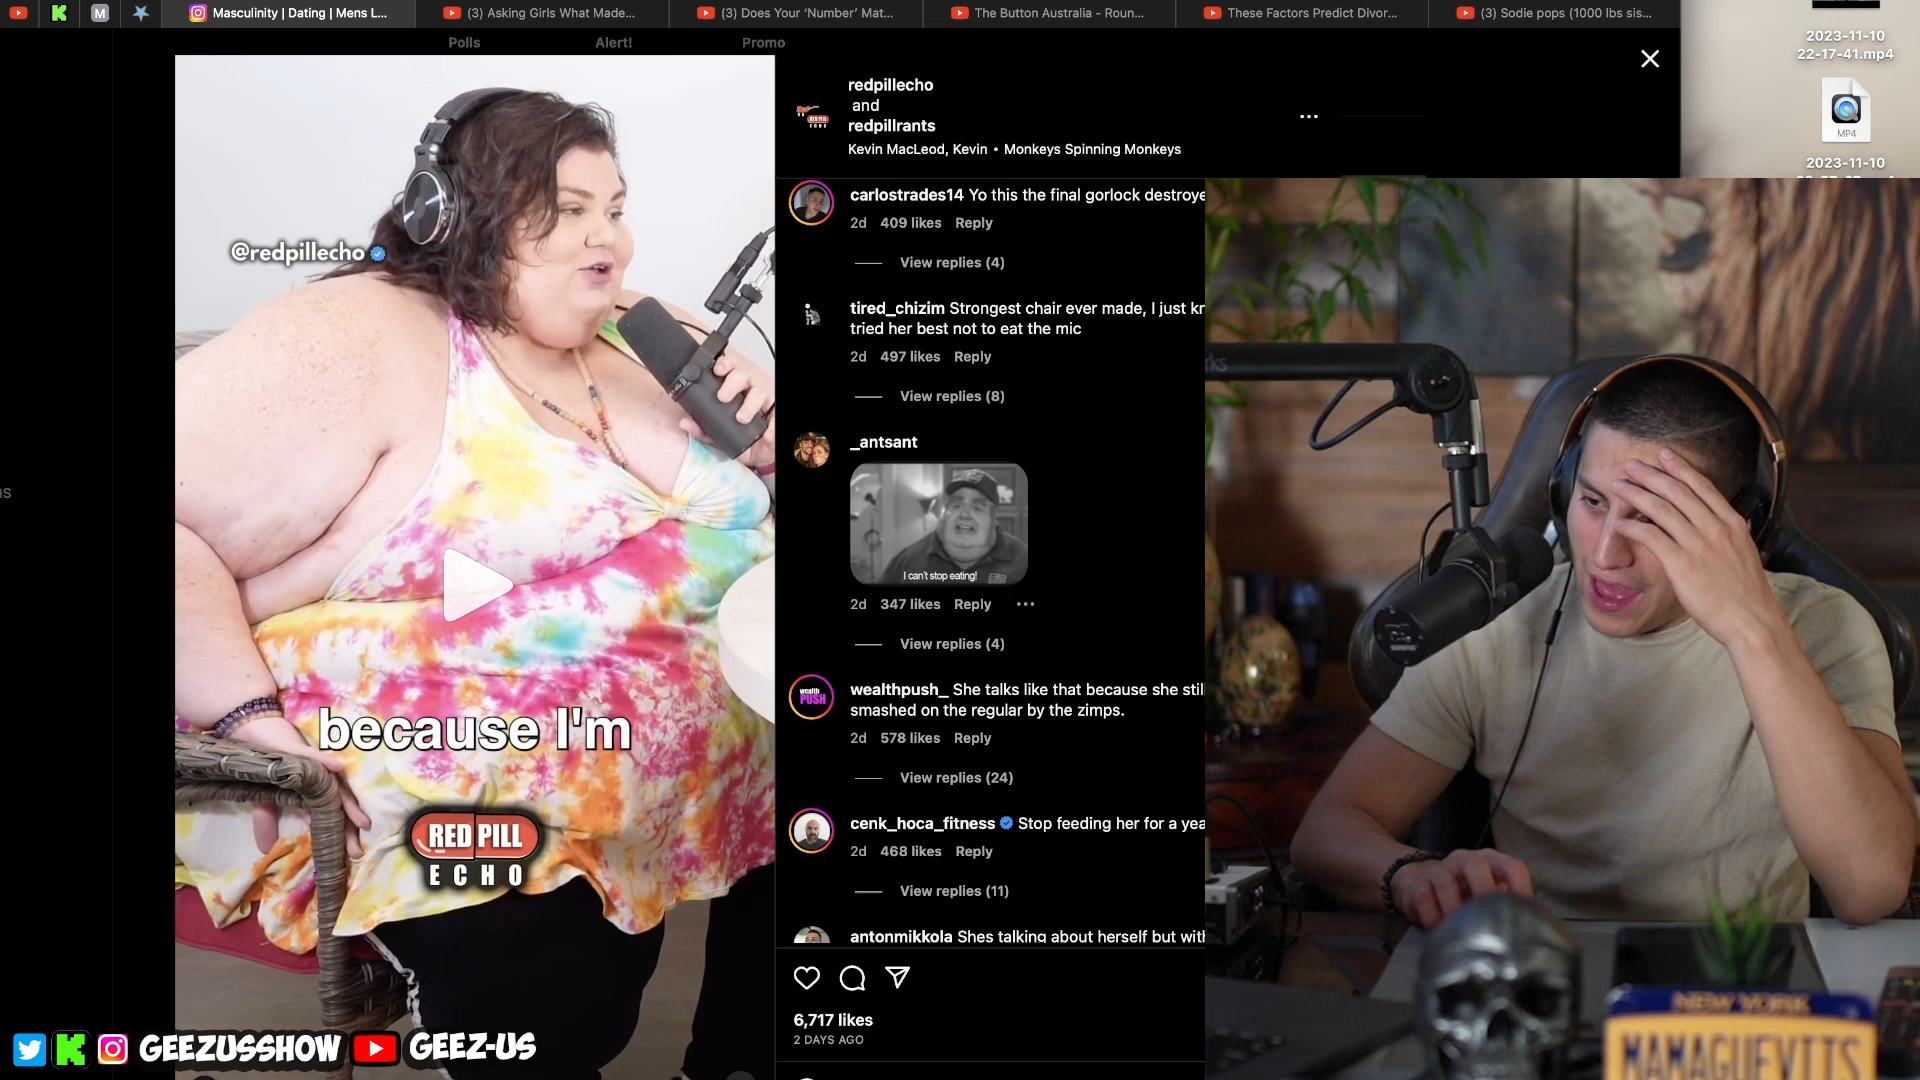 Masculinity | Dating | Mens L...
(3) Asking Girls What Made...
(3) Does Your ‘Number’ Mat...
The Button Australia - Roun...
These Factors Predict Divor...
(3) Sodie pops (1000 lbs sis...
M
Polls
Alert!
Promo
2023-11-10
22-17-41.mp4
MP4
2023-11-10
redpillecho
and
redpillrants
Kevin MacLeod, Kevin • Monkeys Spinning Monkeys
@redpillecho
carlostrades14 Yo this the final gorlock destroye
2d 409 likes Reply
View replies (4)
tired_chizim Strongest chair ever made, I just kn
tried her best not to eat the mic
2d 497 likes Reply
View replies (8)
_antsant
I can't stop eating!
2d 347 likes Reply
View replies (4)
wealth PUSH
wealthpush_ She talks like that because she stil
smashed on the regular by the zimps.
2d 578 likes Reply
View replies (24)
cenk_hoca_fitness Stop feeding her for a yea
2d 468 likes Reply
View replies (11)
antonmikkola Shes talking about herself but with
6,717 likes
2 DAYS AGO
because I'm
RED PILL
ECHO
GEEZUSSHOW GEEZ-US
NEW YORK
MAMAGUEVITS